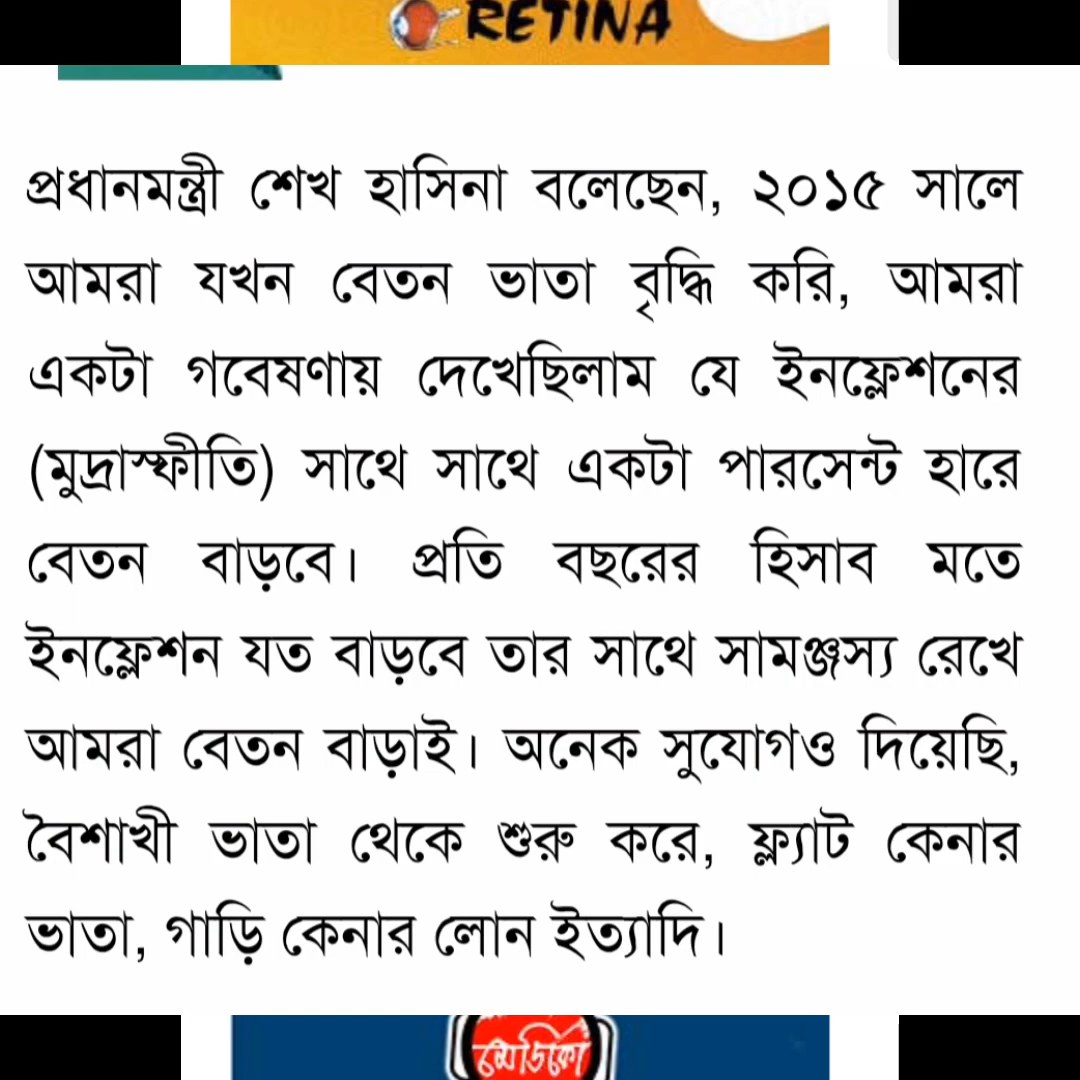 RETINA
প্রধানমন্ত্রী শেখ হাসিনা বলেছেন, ২০১৫ সালে
আমরা যখন বেতন ভাতা বৃদ্ধি করি, আমরা
একটা গবেষণায় দেখেছিলাম যে ইনফ্লেশনের
(মুদ্রাস্ফীতি) সাথে সাথে একটা পারসেন্ট হারে
বেতন বাড়বে। প্রতি বছরের হিসাব মতে
ইনফ্লেশন যত বাড়বে তার সাথে সামঞ্জস্য রেখে
আমরা বেতন বাড়াই। অনেক সুযোগও দিয়েছি,
বৈশাখী ভাতা থেকে শুরু করে, ফ্ল্যাট কেনার
ভাতা, গাড়ি কেনার লোন ইত্যাদি।
মেডিকো